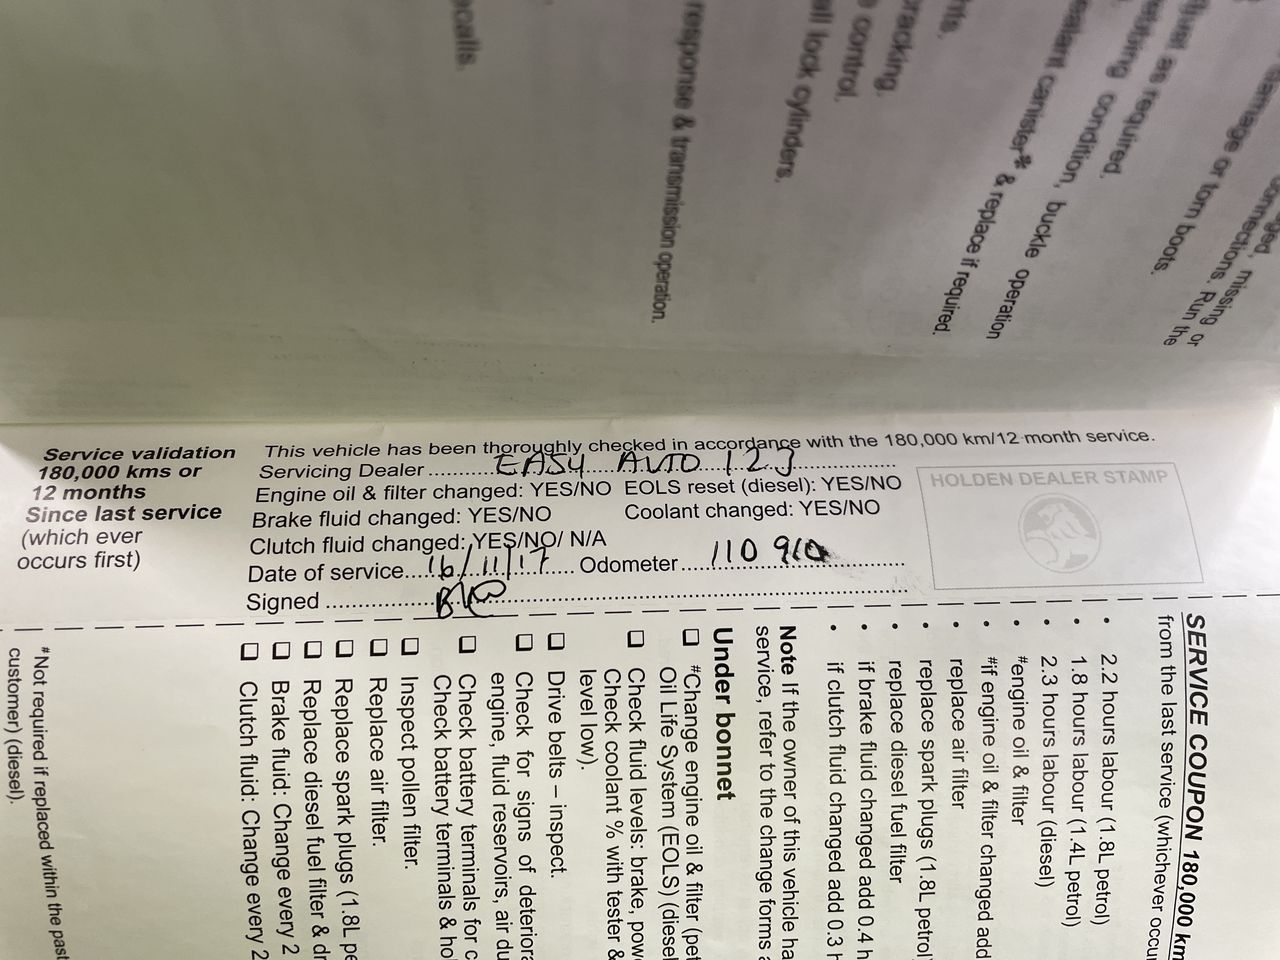 ecalls.
response & transmission operation.
all lock cylinders.
control.
racking.
sealant canister* & replace if required.
condition, buckle operation
just as required.
damage or torn boots.
missing or
connections. Run the
Service validation
180,000 kms or
12 months
Since last service
(which ever
occurs first)
This vehicle has been thoroughly checked in accordance with the 180,000 km/12 month service.
Servicing Dealer EASY AUTO 123
Engine oil & filter changed: YES/NO EOLS reset (diesel): YES/NO
Brake fluid changed: YES/NO Coolant changed: YES/NO
Clutch fluid changed: YES/NO/ N/A
Date of service 16/11/17 Odometer 110 910
Signed
HOLDEN DEALER STAMP
SERVICE COUPON 180,000 km
from the last service (whichever occu
• 2.2 hours labour (1.8L petrol)
• 1.8 hours labour (1.4L petrol)
• 2.3 hours labour (diesel)
• #engine oil & filter
• #if engine oil & filter changed add
• replace air filter
• replace spark plugs (1.8L petrol
• replace diesel fuel filter
• if brake fluid changed add 0.4 h
• if clutch fluid changed add 0.3 h
Note If the owner of this vehicle ha
service, refer to the change forms a
Under bonnet
☐ #Change engine oil & filter (pet
Oil Life System (EOLS) (diesel
☐ Check fluid levels: brake, powe
Check coolant % with tester &
level low).
☐ Drive belts – inspect.
☐ Check for signs of deteriora
engine, fluid reservoirs, air du
☐ Check battery terminals for c
Check battery terminals & ho
☐ Inspect pollen filter.
☐ Replace air filter.
☐ Replace spark plugs (1.8L pe
☐ Replace diesel fuel filter & dr
☐ Brake fluid: Change every 2
☐ Clutch fluid: Change every 2
#Not required if replaced within the past
customer) (diesel).